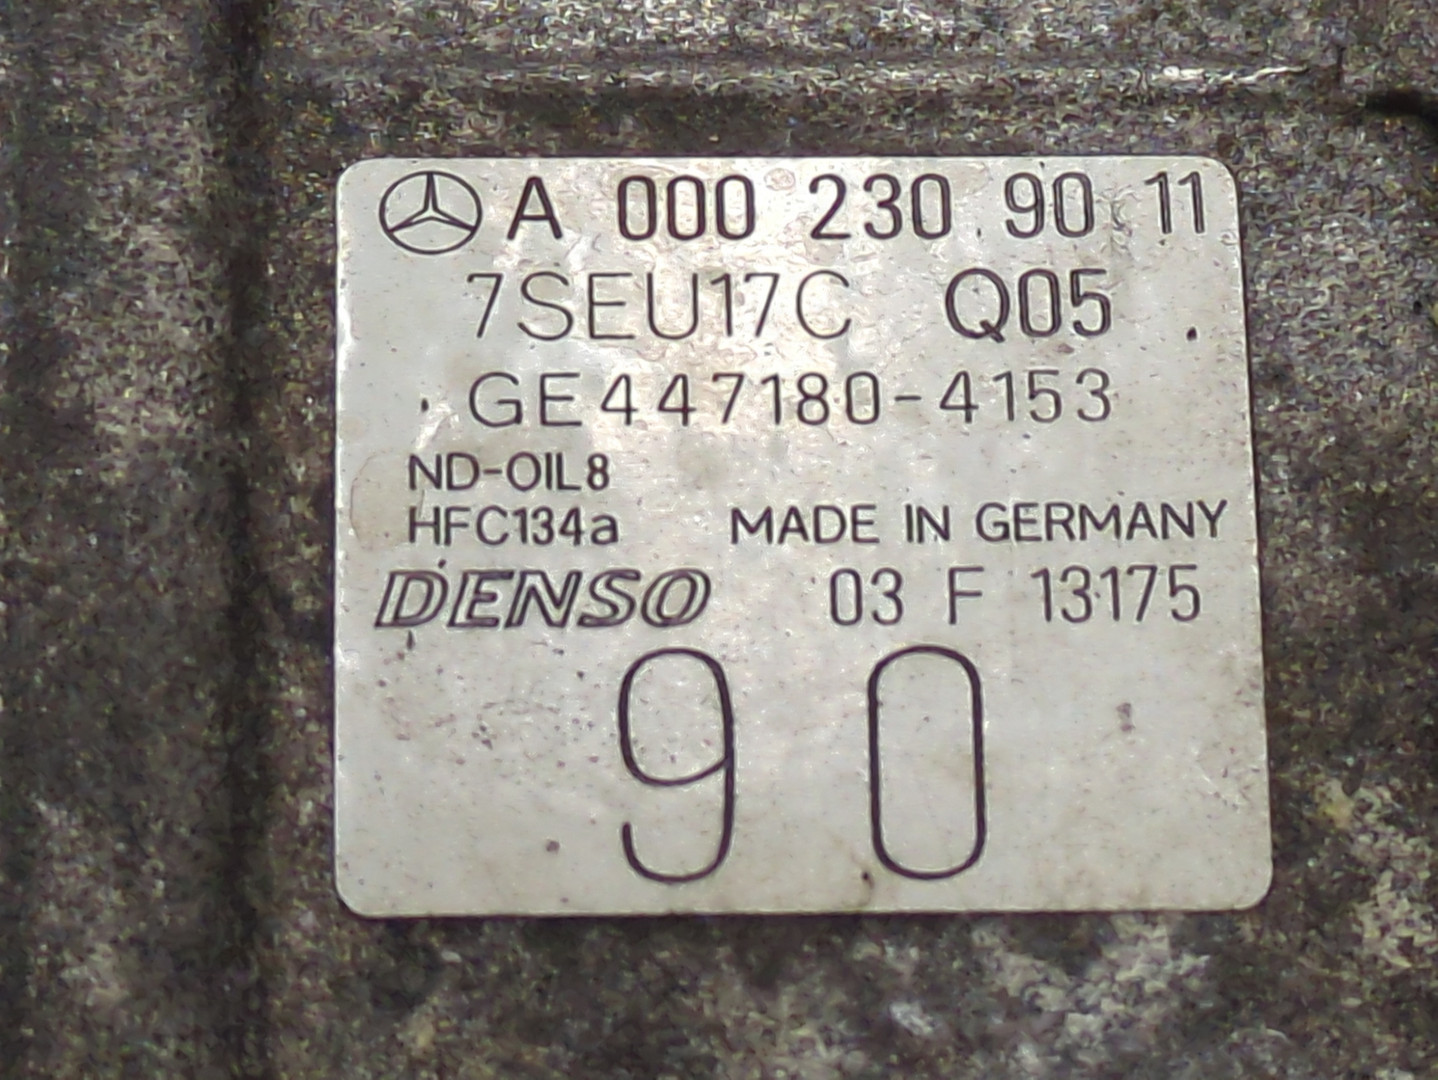 A 000 230 90 11
7SEU17C Q05
GE447180-4153
ND-OIL8
HFC134a MADE IN GERMANY
DENSO 03 F 13175
90